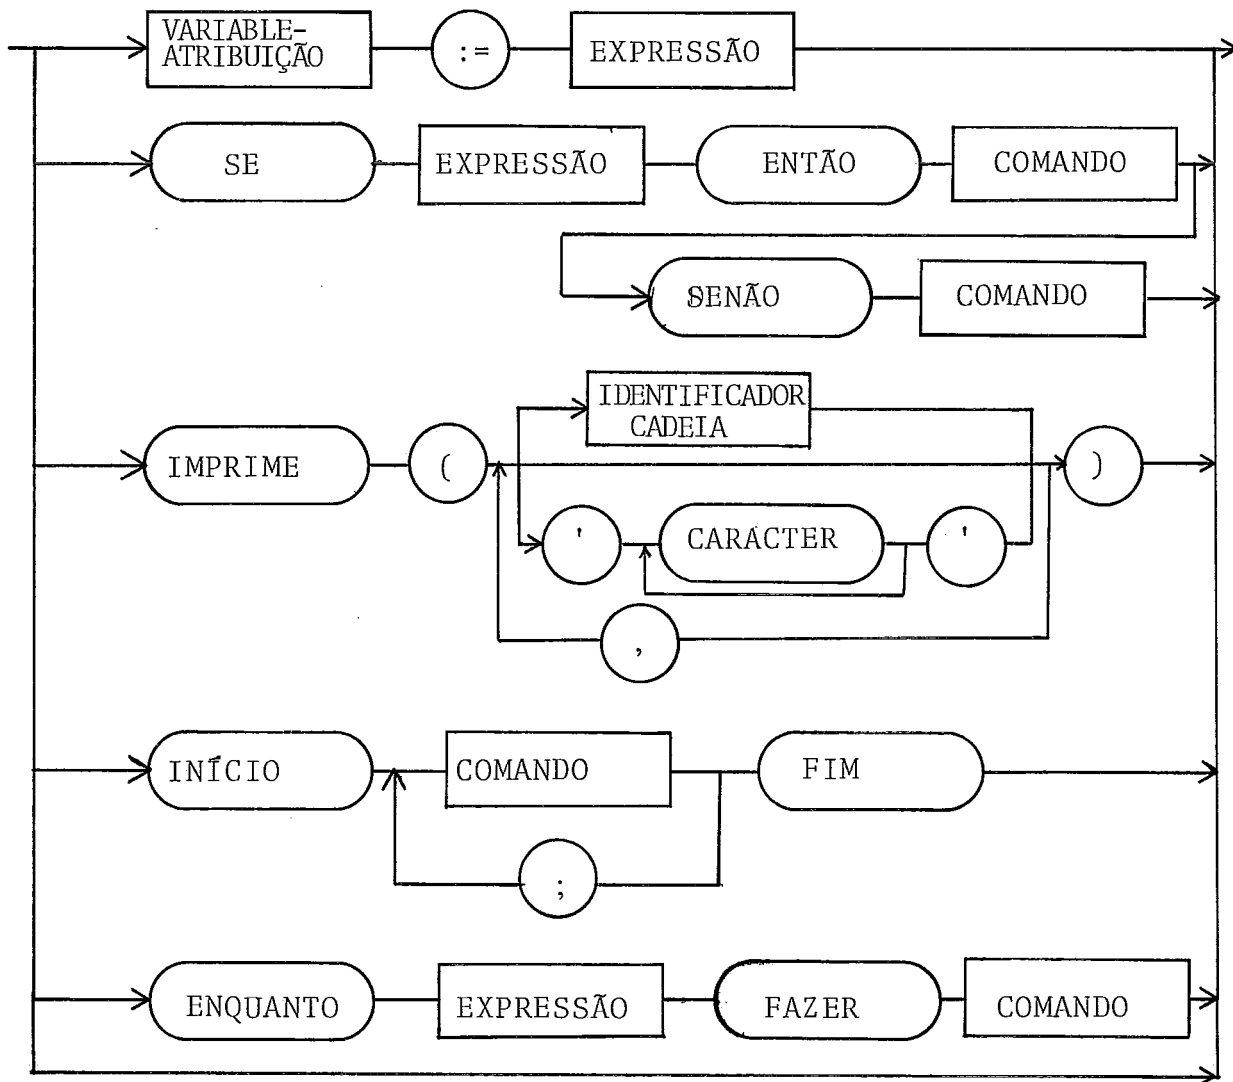 VARIABLE-
ATRIBUIÇÃO := EXPRESSÃO
SE EXPRESSÃO ENTÃO COMANDO
SENÃO COMANDO
IDENTIFICADOR
CADEIA
IMPRIME ( )
' CARÁCTER '
,
INÍCIO COMANDO FIM
;
ENQUANTO EXPRESSÃO FAZER COMANDO